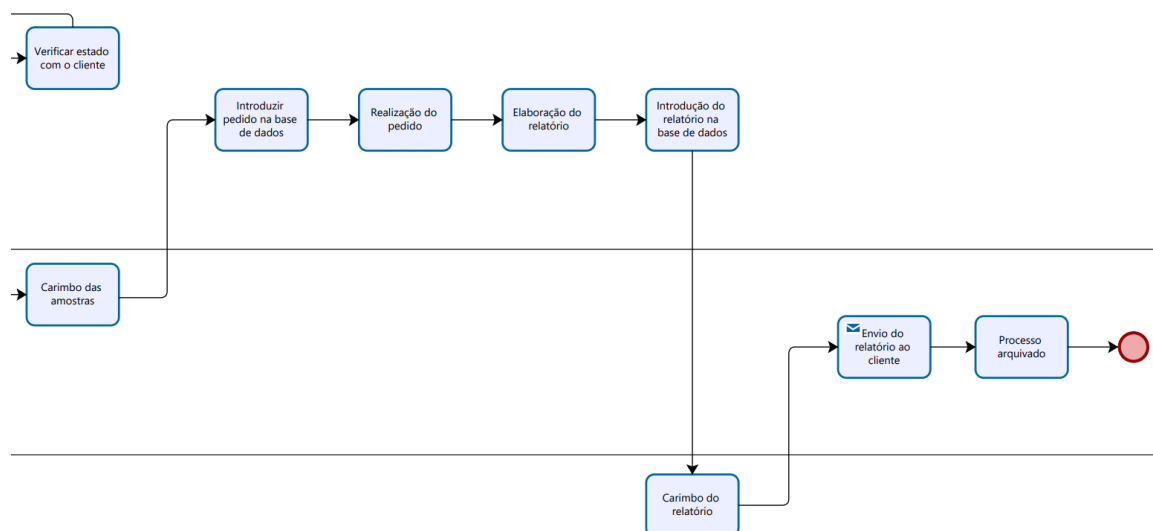 Verificar estado
com o cliente
Introduzir
pedido na base
de dados
Realização do
pedido
Elaboração do
relatório
Introdução do
relatório na
base de dados
Carimbo das
amostras
Envio do
relatório ao
cliente
Processo
arquivado
Carimbo do
relatório